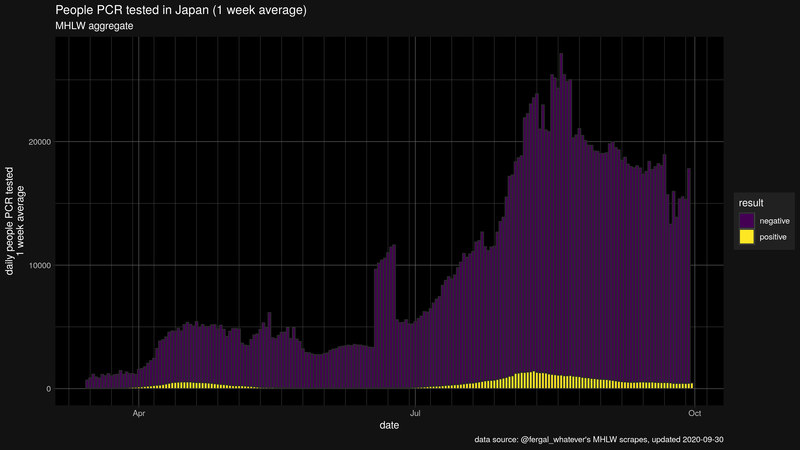 People PCR tested in Japan (1 week average)
MHLW aggregate
daily people PCR tested
1 week average
20000
10000
0
Apr
Jul
Oct
date
result
negative
positive
data source: @fergal_whatever's MHLW scrapes, updated 2020-09-30